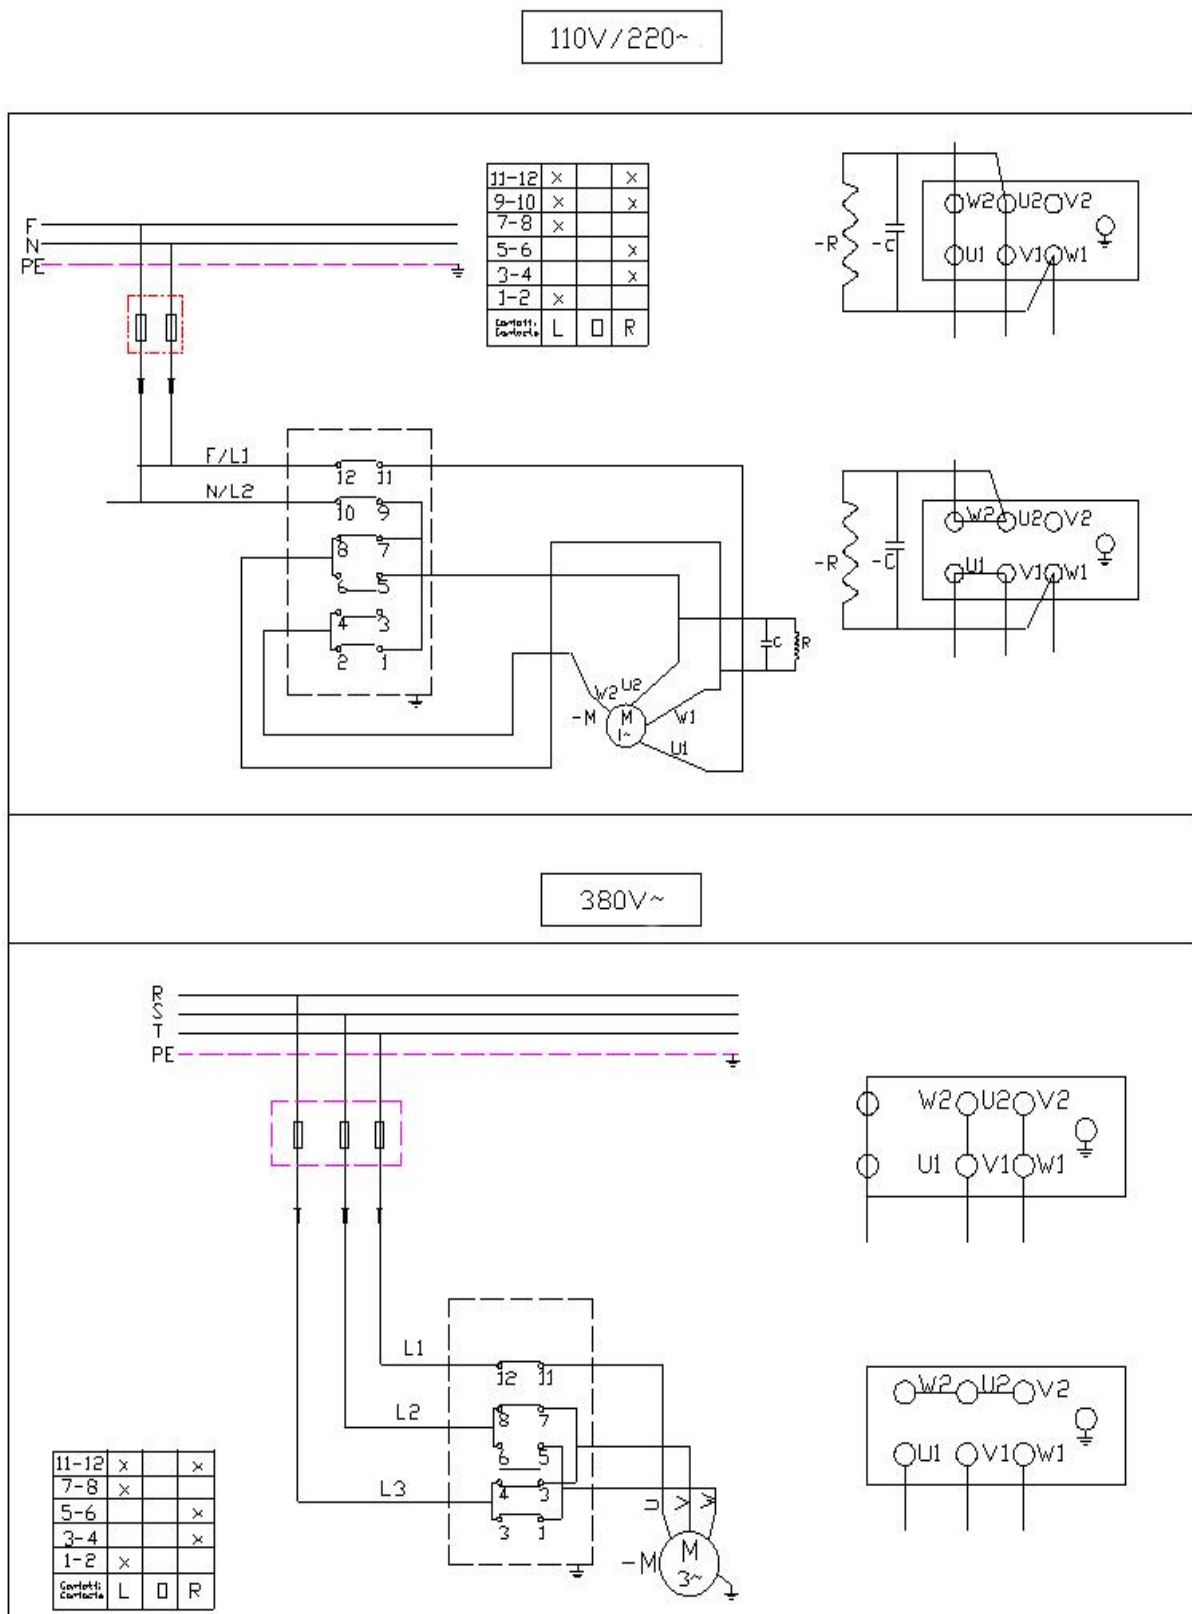 110V/220~
11-12 × ×
9-10 × ×
7-8 ×
5-6 ×
3-4 ×
1-2 ×
L 0 R
F
N
PE
-R -C W2 U2 V2
U1 V1 W1
F/L1
12 11
N/L2
10 9
8 7
6 5
4 3
2 1
-R -C W2 U2 V2
U1 V1 W1
C R
W2 U2
-M M W1
1~
U1
380V~
R
S
T
PE
W2 U2 V2
U1 V1 W1
L1
12 11
L2
8 7
6 5
L3
4 3
3 1
U V W
-M M
3~
W2 U2 V2
U1 V1 W1
11-12 × ×
7-8 ×
5-6 ×
3-4 ×
1-2 ×
L 0 R